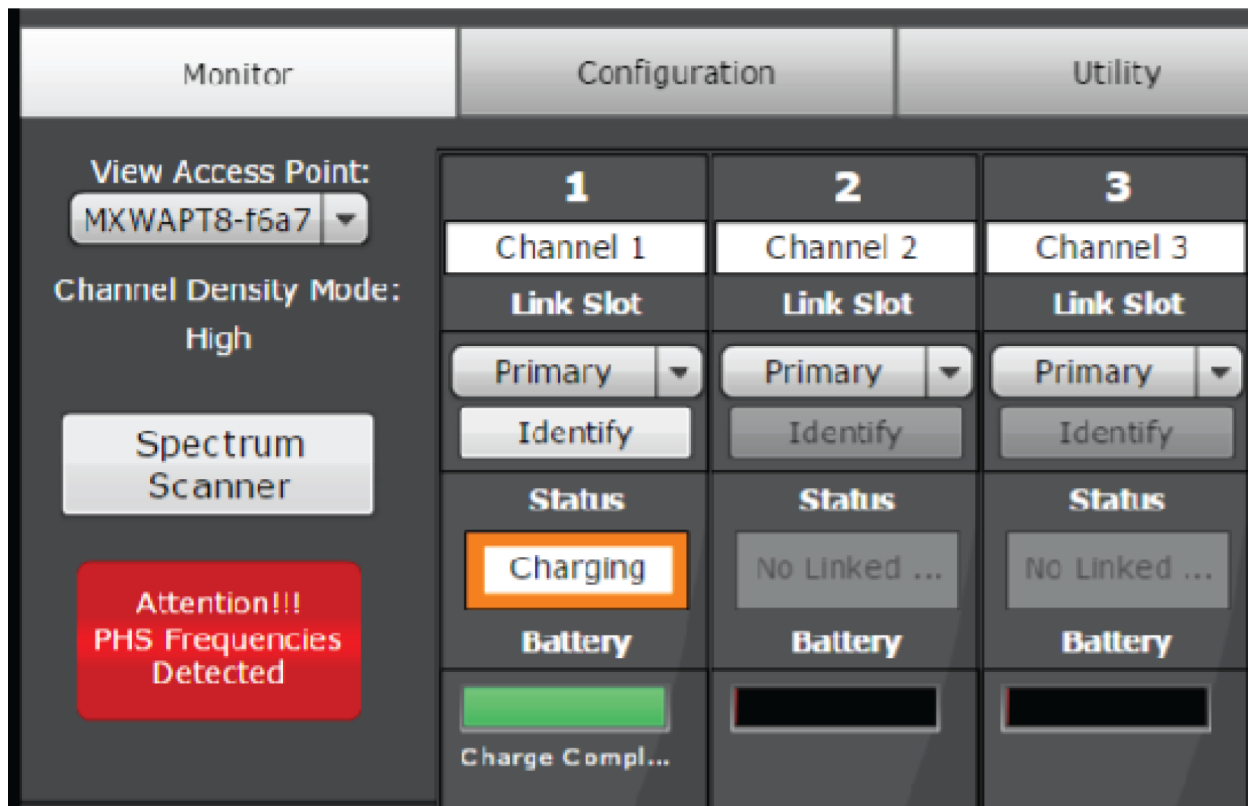 Monitor
Configuration
Utility
View Access Point:
MXWAPT8-f6a7
Channel Density Mode:
High
Spectrum
Scanner
Attention!!!
PHS Frequencies
Detected
1
Channel 1
Link Slot
Primary
Identify
Status
Charging
Battery
Charge Compl...
2
Channel 2
Link Slot
Primary
Identify
Status
No Linked ...
Battery
3
Channel 3
Link Slot
Primary
Identify
Status
No Linked ...
Battery